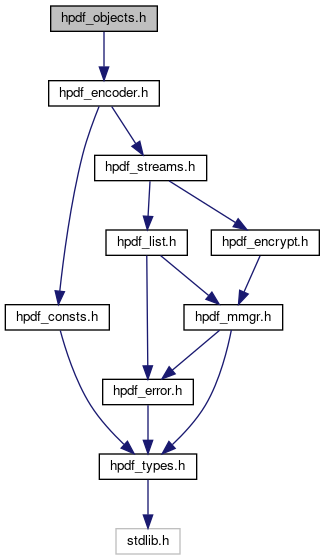 hpdf_objects.h
hpdf_encoder.h
hpdf_streams.h
hpdf_list.h
hpdf_encrypt.h
hpdf_consts.h
hpdf_mmgr.h
hpdf_error.h
hpdf_types.h
stdlib.h